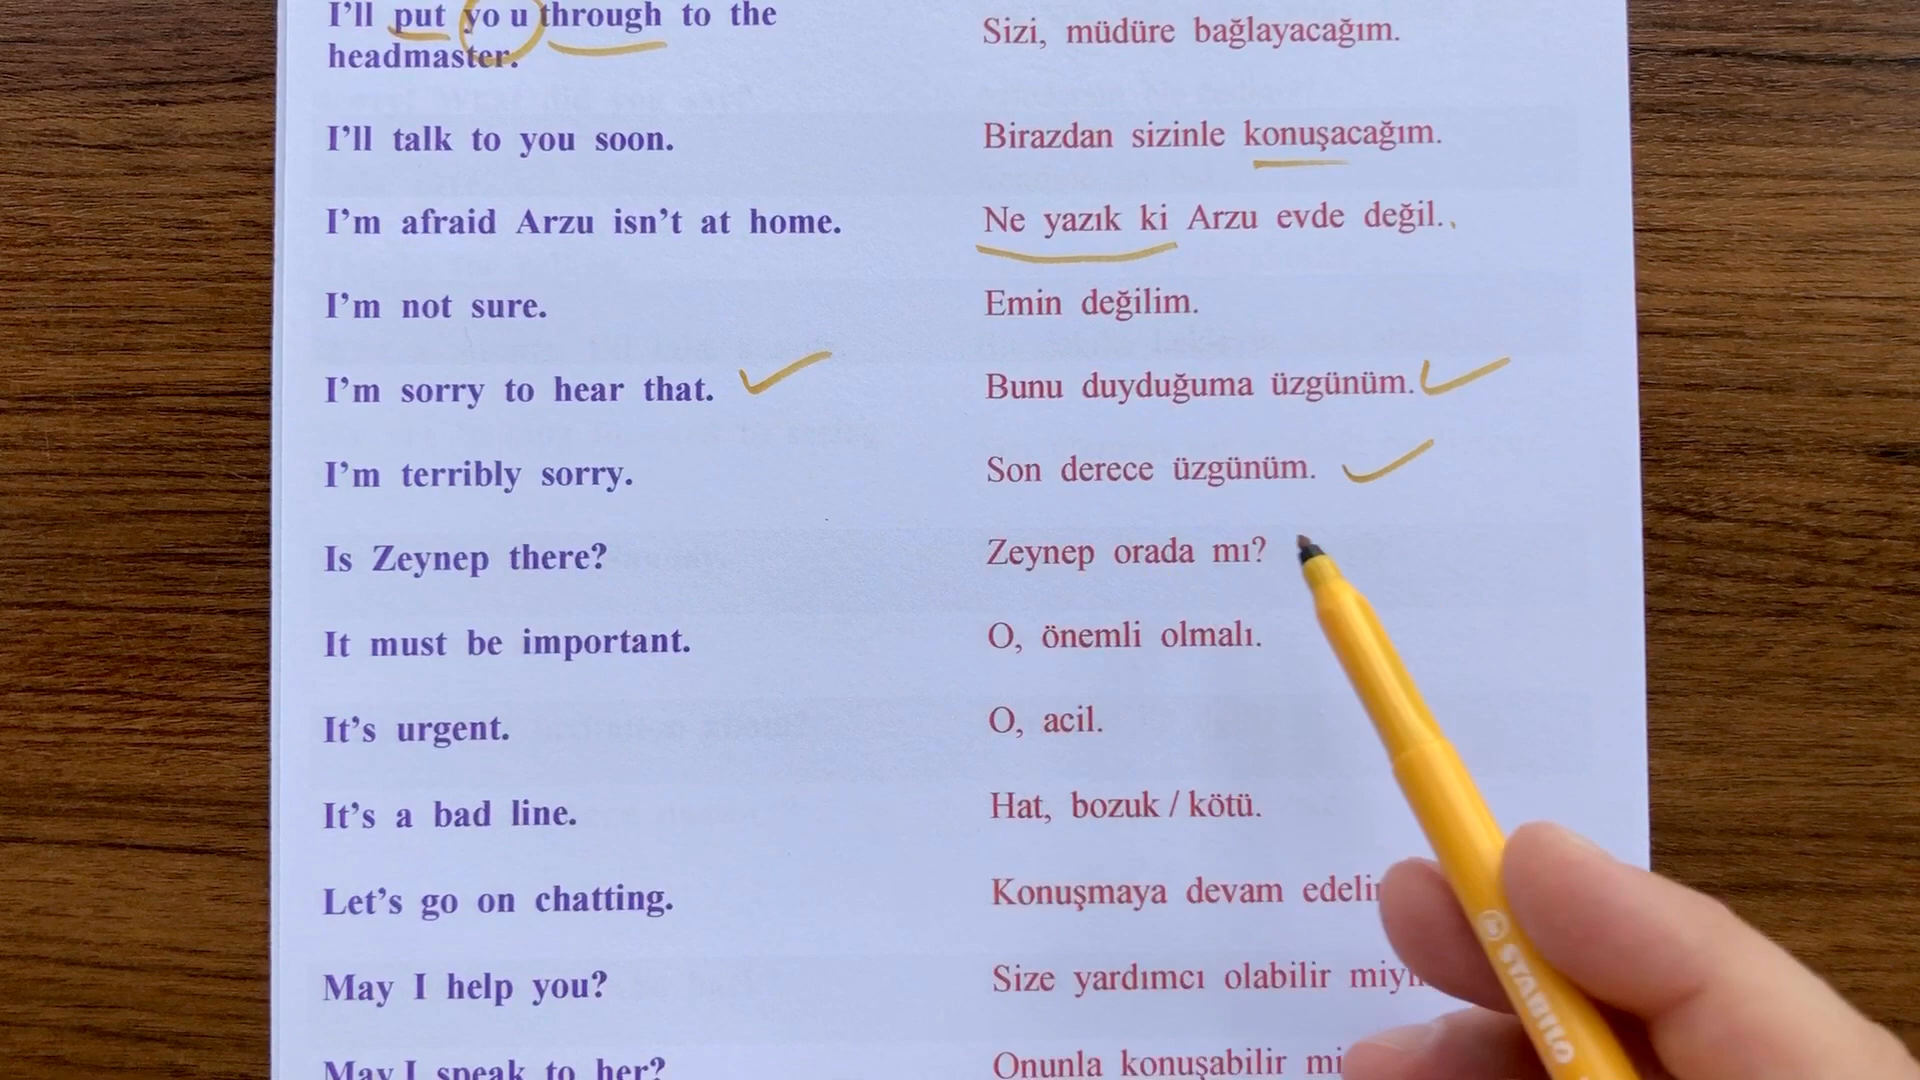 I'll put yo u through to the
headmaster.
Sizi, müdüre bağlayacağım.
I'll talk to you soon.
Birazdan sizinle konuşacağım.
I'm afraid Arzu isn't at home.
Ne yazık ki Arzu evde değil..
I'm not sure.
Emin değilim.
I'm sorry to hear that.
Bunu duyduğuma üzgünüm.
I'm terribly sorry.
Son derece üzgünüm.
Is Zeynep there?
Zeynep orada mı?
It must be important.
O, önemli olmalı.
It's urgent.
O, acil.
It's a bad line.
Hat, bozuk / kötü.
Let's go on chatting.
Konuşmaya devam
May I help you?
Size yardımcı olabilir
May I speak to her?
Onunla konuşabilir
STABILO